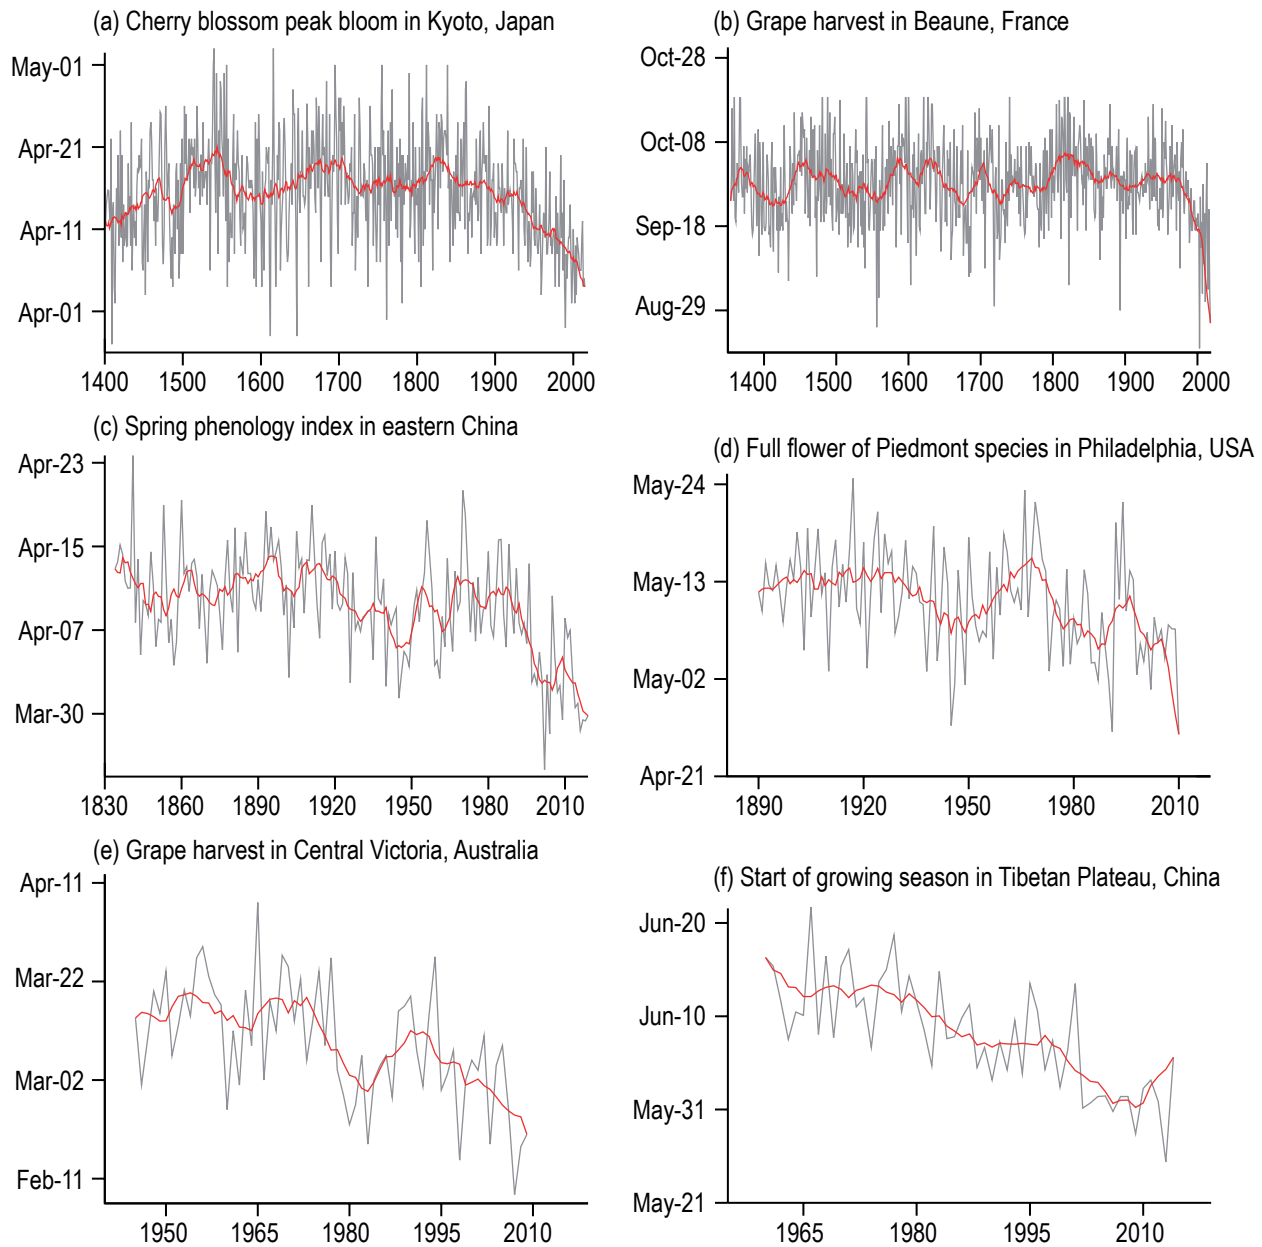 (a) Cherry blossom peak bloom in Kyoto, Japan
May-01
Apr-21
Apr-11
Apr-01
1400 1500 1600 1700 1800 1900 2000
(b) Grape harvest in Beaune, France
Oct-28
Oct-08
Sep-18
Aug-29
1400 1500 1600 1700 1800 1900 2000
(c) Spring phenology index in eastern China
Apr-23
Apr-15
Apr-07
Mar-30
1830 1860 1890 1920 1950 1980 2010
(d) Full flower of Piedmont species in Philadelphia, USA
May-24
May-13
May-02
Apr-21
1890 1920 1950 1980 2010
(e) Grape harvest in Central Victoria, Australia
Apr-11
Mar-22
Mar-02
Feb-11
1950 1965 1980 1995 2010
(f) Start of growing season in Tibetan Plateau, China
Jun-20
Jun-10
May-31
May-21
1965 1980 1995 2010